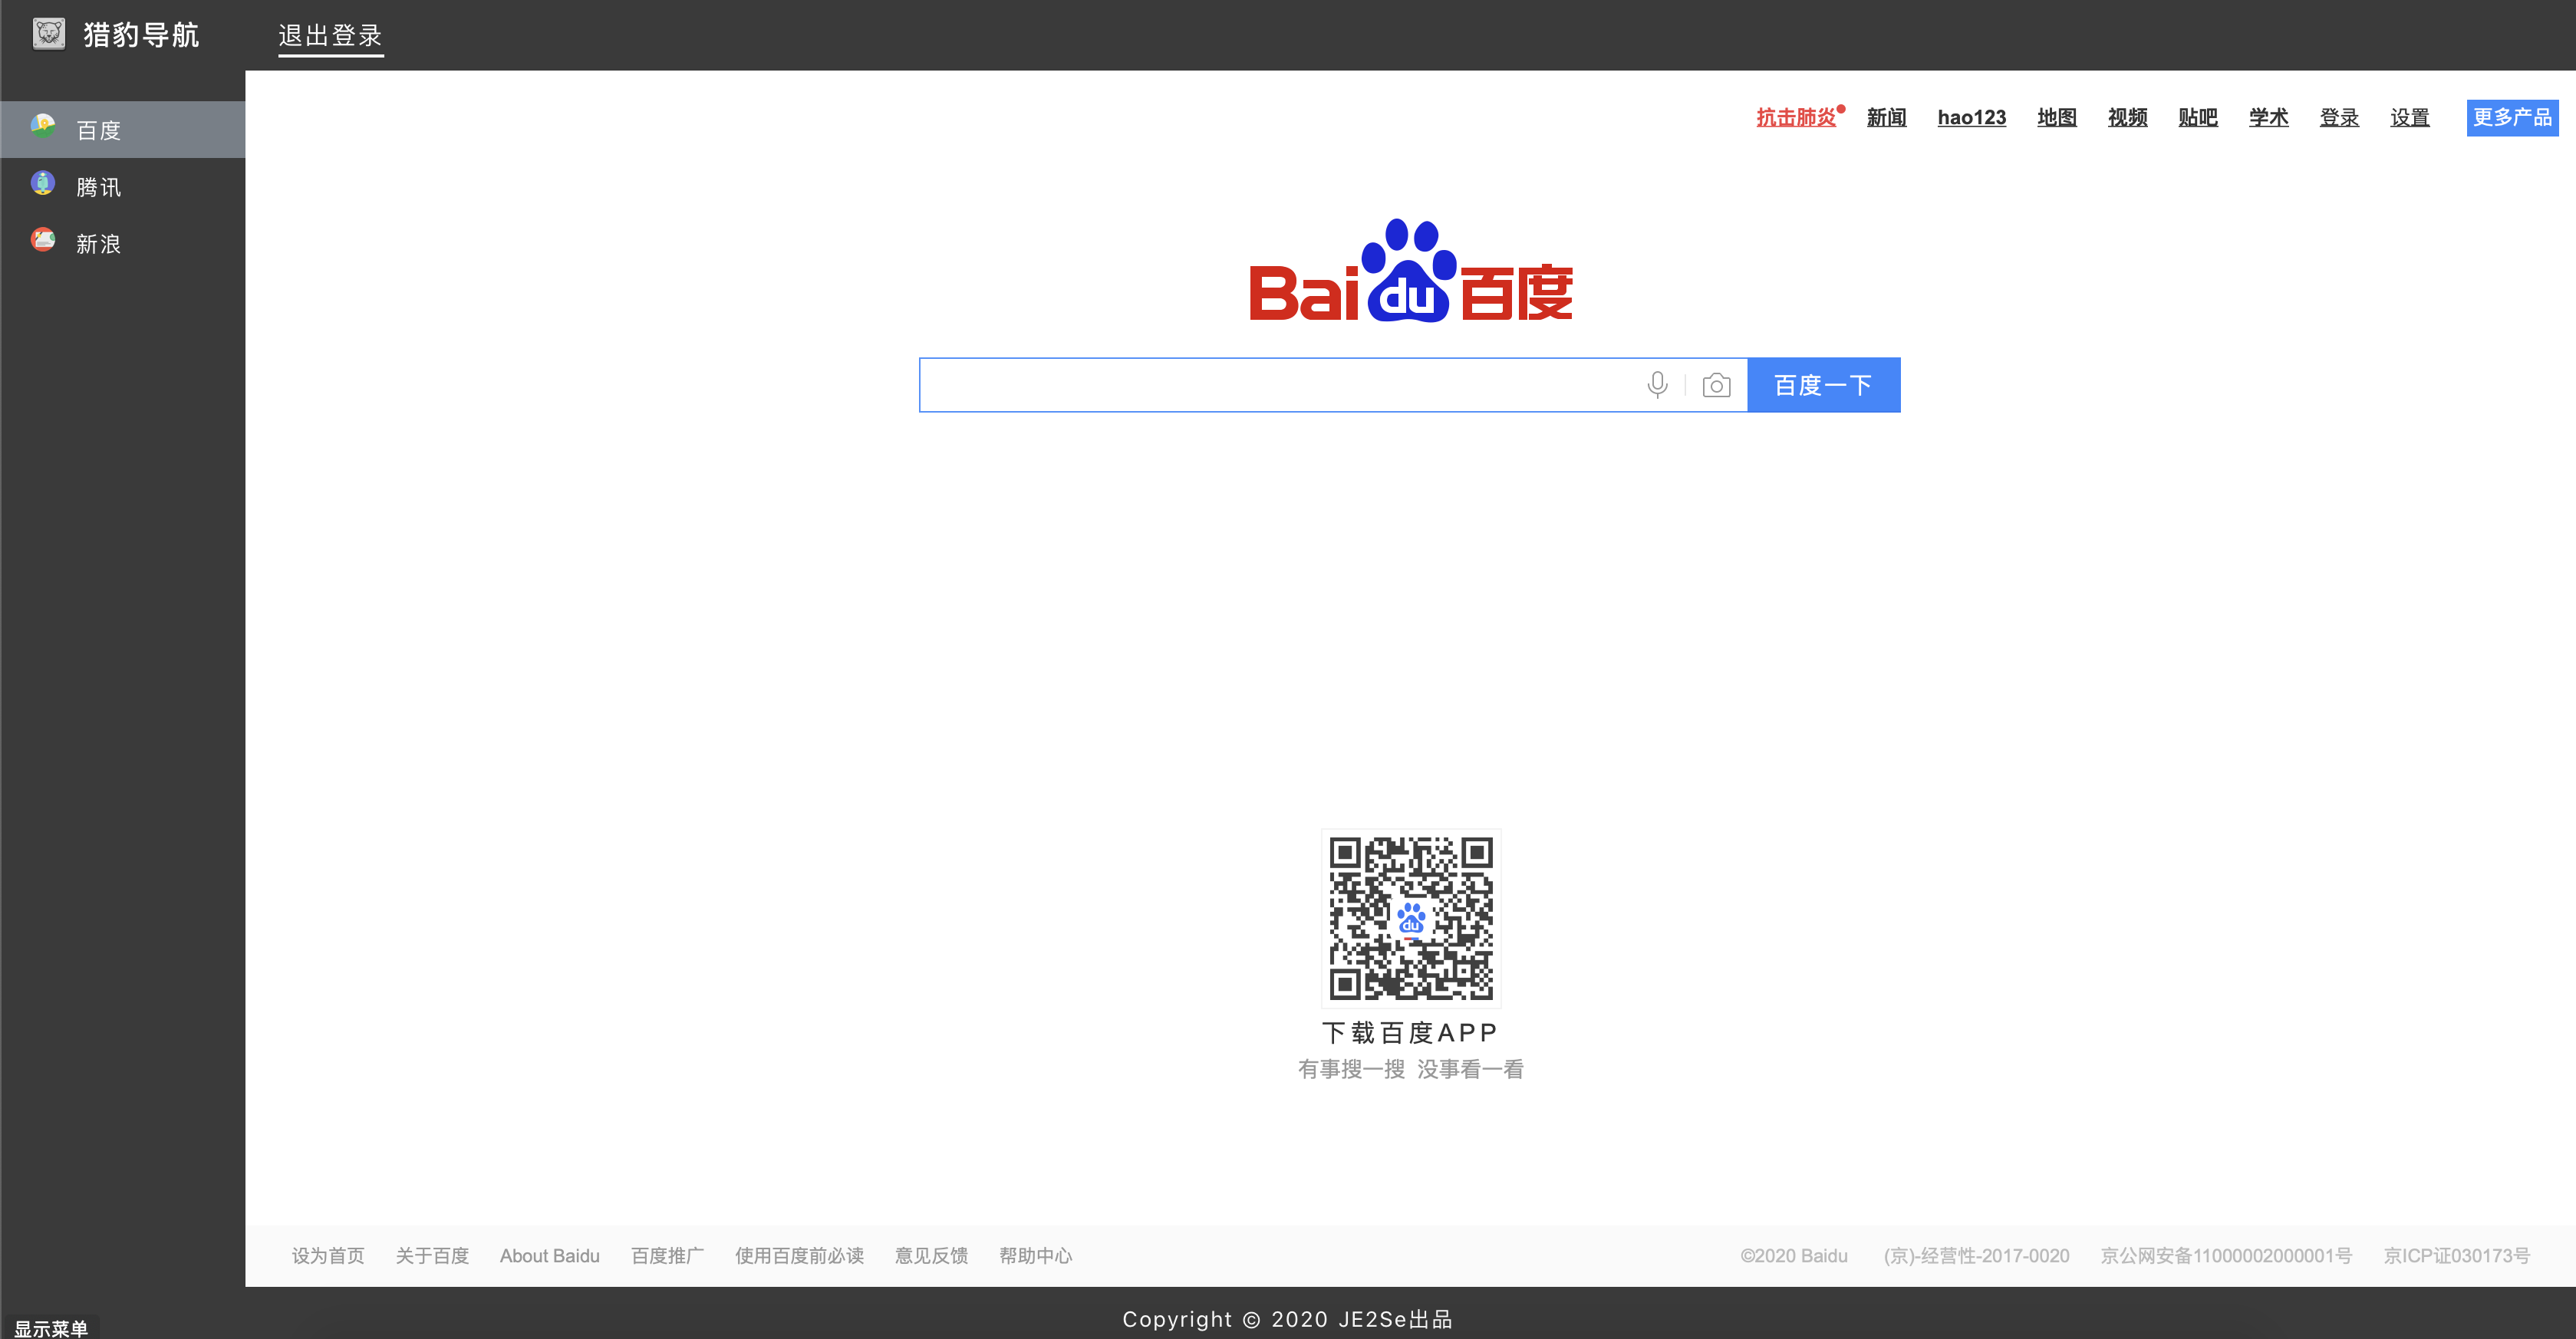 猎豹导航
退出登录
百度
腾讯
新浪
抗击肺炎 新闻 hao123 地图 视频 贴吧 学术 登录 设置 更多产品
Bai du 百度
百度一下
du
下载百度APP
有事搜一搜 没事看一看
设为首页 关于百度 About Baidu 百度推广 使用百度前必读 意见反馈 帮助中心 ©2020 Baidu (京)-经营性-2017-0020 京公网安备11000002000001号 京ICP证030173号
Copyright © 2020 JE2Se出品
显示菜单